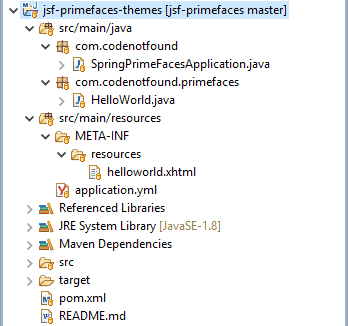 jsf-primefaces-themes [jsf-primefaces master]
src/main/java
com.codenotfound
SpringPrimeFacesApplication.java
com.codenotfound.primefaces
HelloWorld.java
src/main/resources
META-INF
resources
helloworld.xhtml
application.yml
Referenced Libraries
JRE System Library [JavaSE-1.8]
Maven Dependencies
src
target
pom.xml
README.md